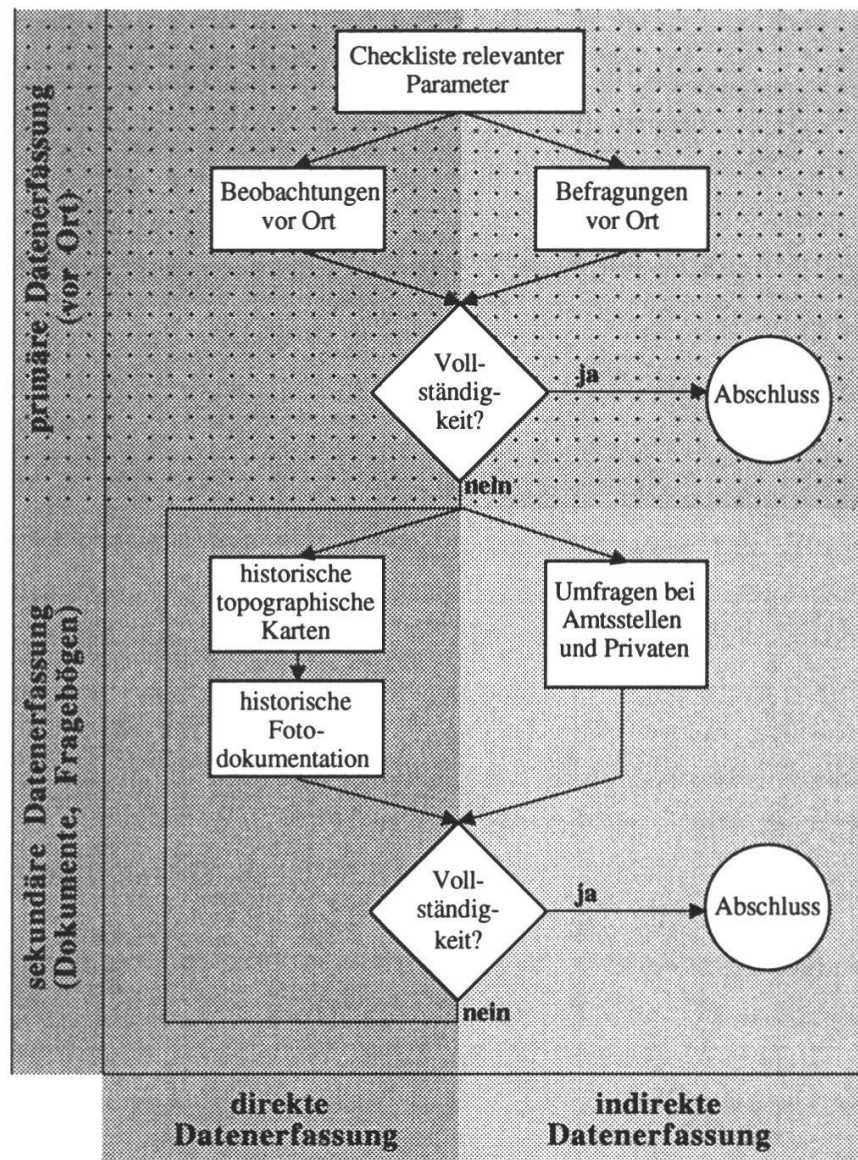 Checkliste relevanter
Parameter
Beobachtungen
vor Ort
Befragungen
vor Ort
primäre Datenerfassung
(vor Ort)
Voll-
ständig-
keit?
ja
Abschluss
nein
historische
topographische
Karten
Umfragen bei
Amtsstellen
und Privaten
historische
Foto-
dokumentation
sekundäre Datenerfassung
(Dokumente, Fragebögen)
Voll-
ständig-
keit?
ja
Abschluss
nein
direkte
Datenerfassung
indirekte
Datenerfassung